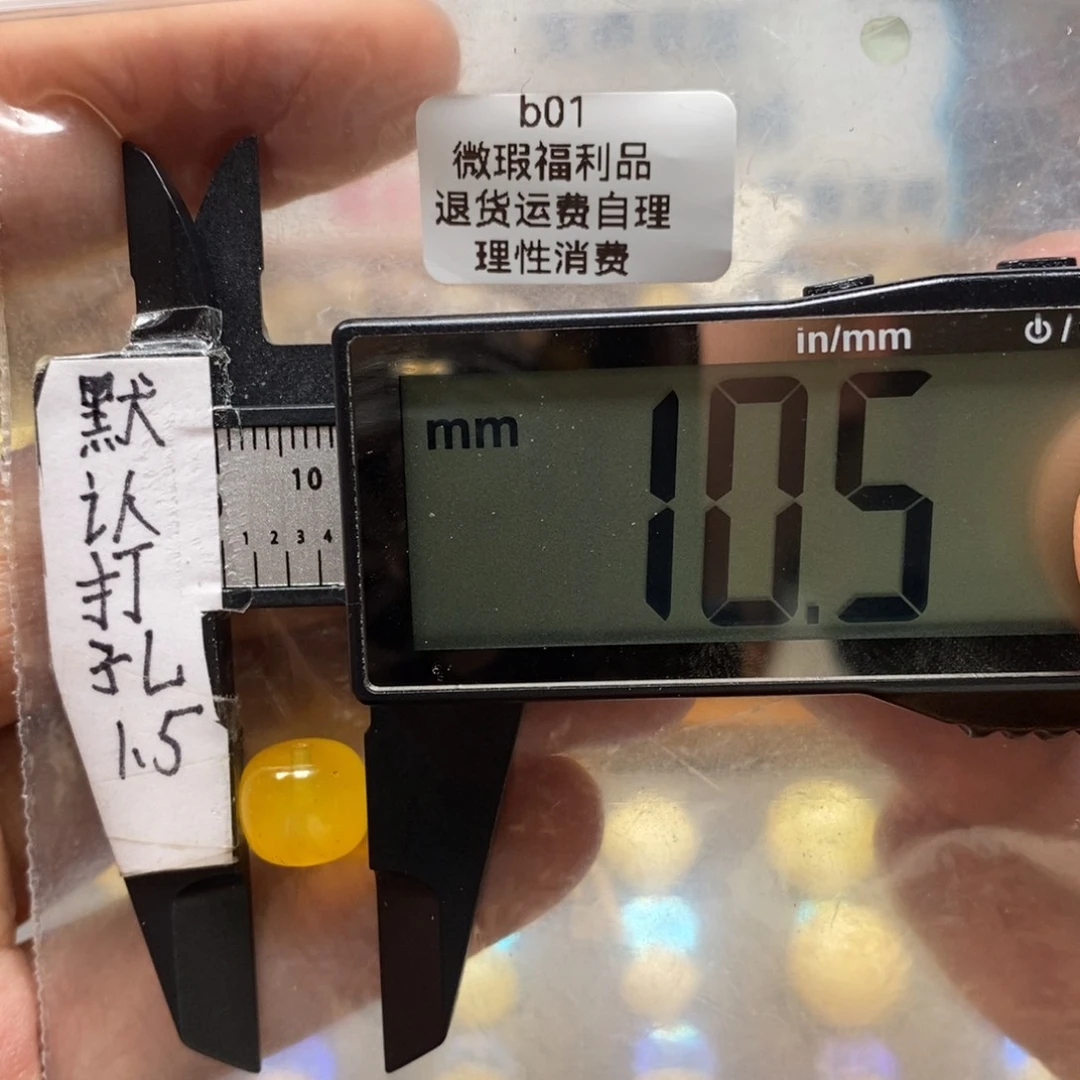 b01
微瑕福利品
退货运费自理
理性消费
in/mm
⏻/
mm
10.5
默
认
打
孔
1.5
10
1 2 3 4